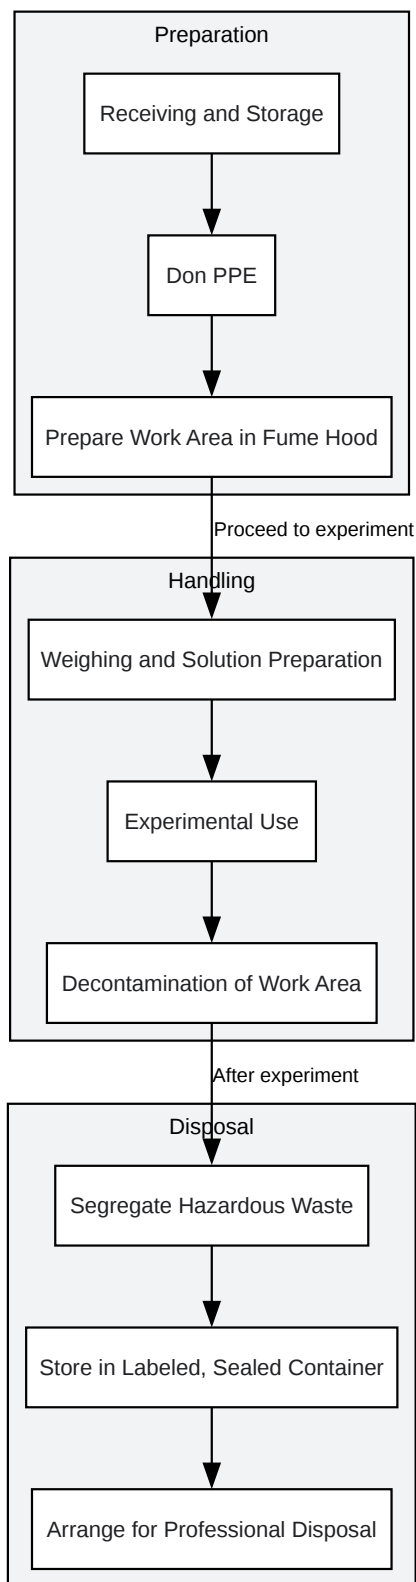 Preparation
Receiving and Storage
Don PPE
Prepare Work Area in Fume Hood
Proceed to experiment
Handling
Weighing and Solution Preparation
Experimental Use
Decontamination of Work Area
After experiment
Disposal
Segregate Hazardous Waste
Store in Labeled, Sealed Container
Arrange for Professional Disposal